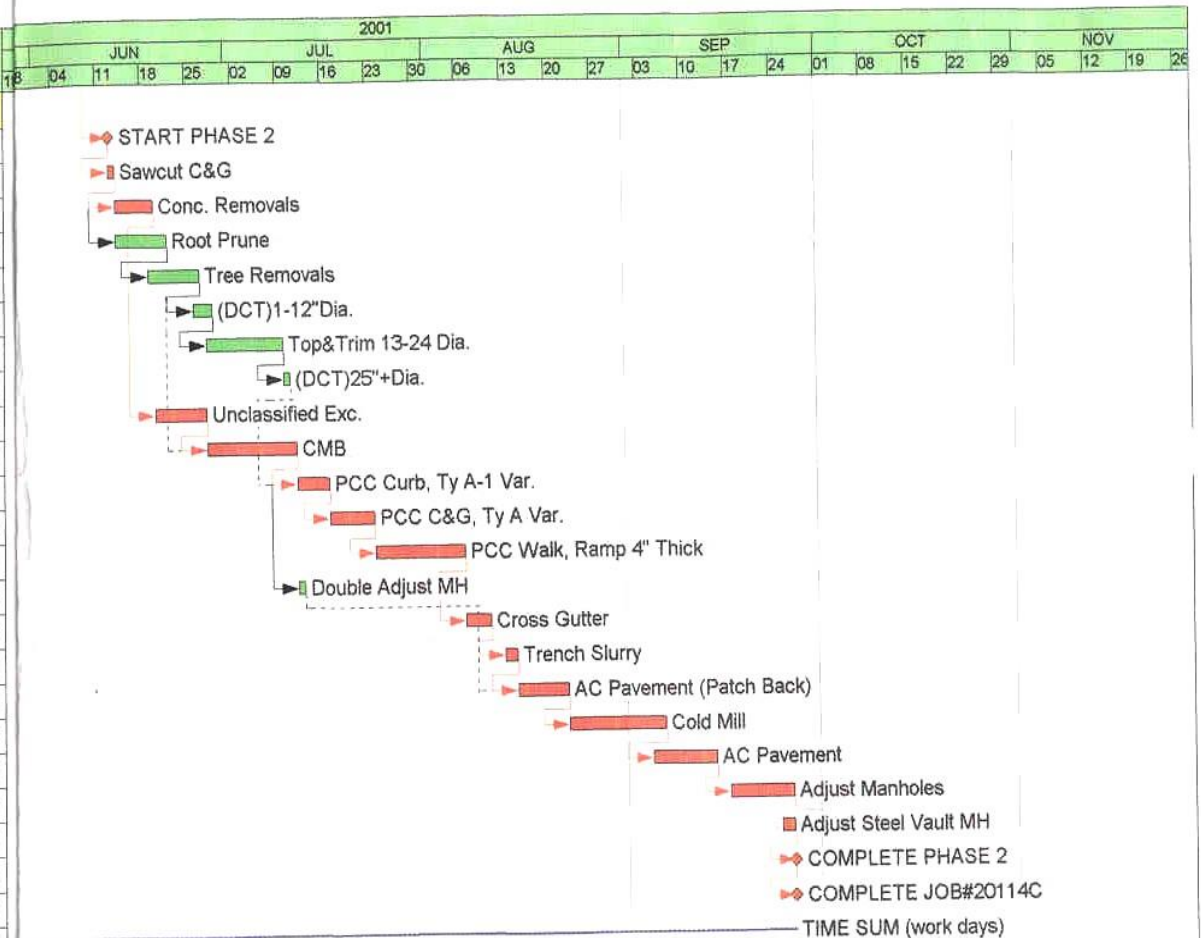 2001
JUN JUL AUG SEP OCT NOV
18 04 11 18 25 02 09 16 23 30 06 13 20 27 03 10 17 24 01 08 15 22 29 05 12 19 26
START PHASE 2
Sawcut C&G
Conc. Removals
Root Prune
Tree Removals
(DCT)1-12"Dia.
Top&Trim 13-24 Dia.
(DCT)25"+Dia.
Unclassified Exc.
CMB
PCC Curb, Ty A-1 Var.
PCC C&G, Ty A Var.
PCC Walk, Ramp 4" Thick
Double Adjust MH
Cross Gutter
Trench Slurry
AC Pavement (Patch Back)
Cold Mill
AC Pavement
Adjust Manholes
Adjust Steel Vault MH
COMPLETE PHASE 2
COMPLETE JOB#20114C
TIME SUM (work days)